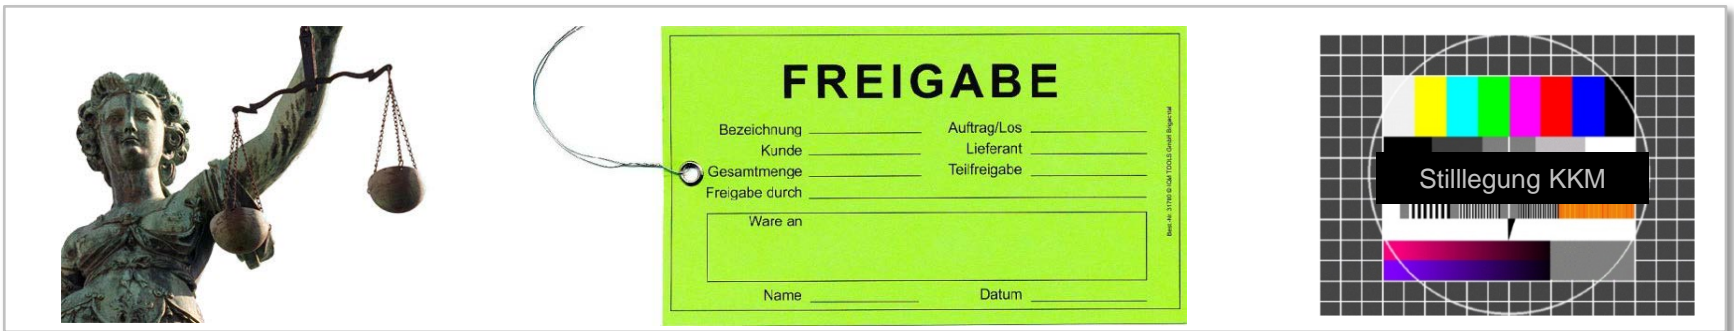 FREIGABE
Bezeichnung Auftrag/Los
Kunde Lieferant
Gesamtmenge Teilfreigabe
Freigabe durch
Ware an
Name Datum
Stilllegung KKM